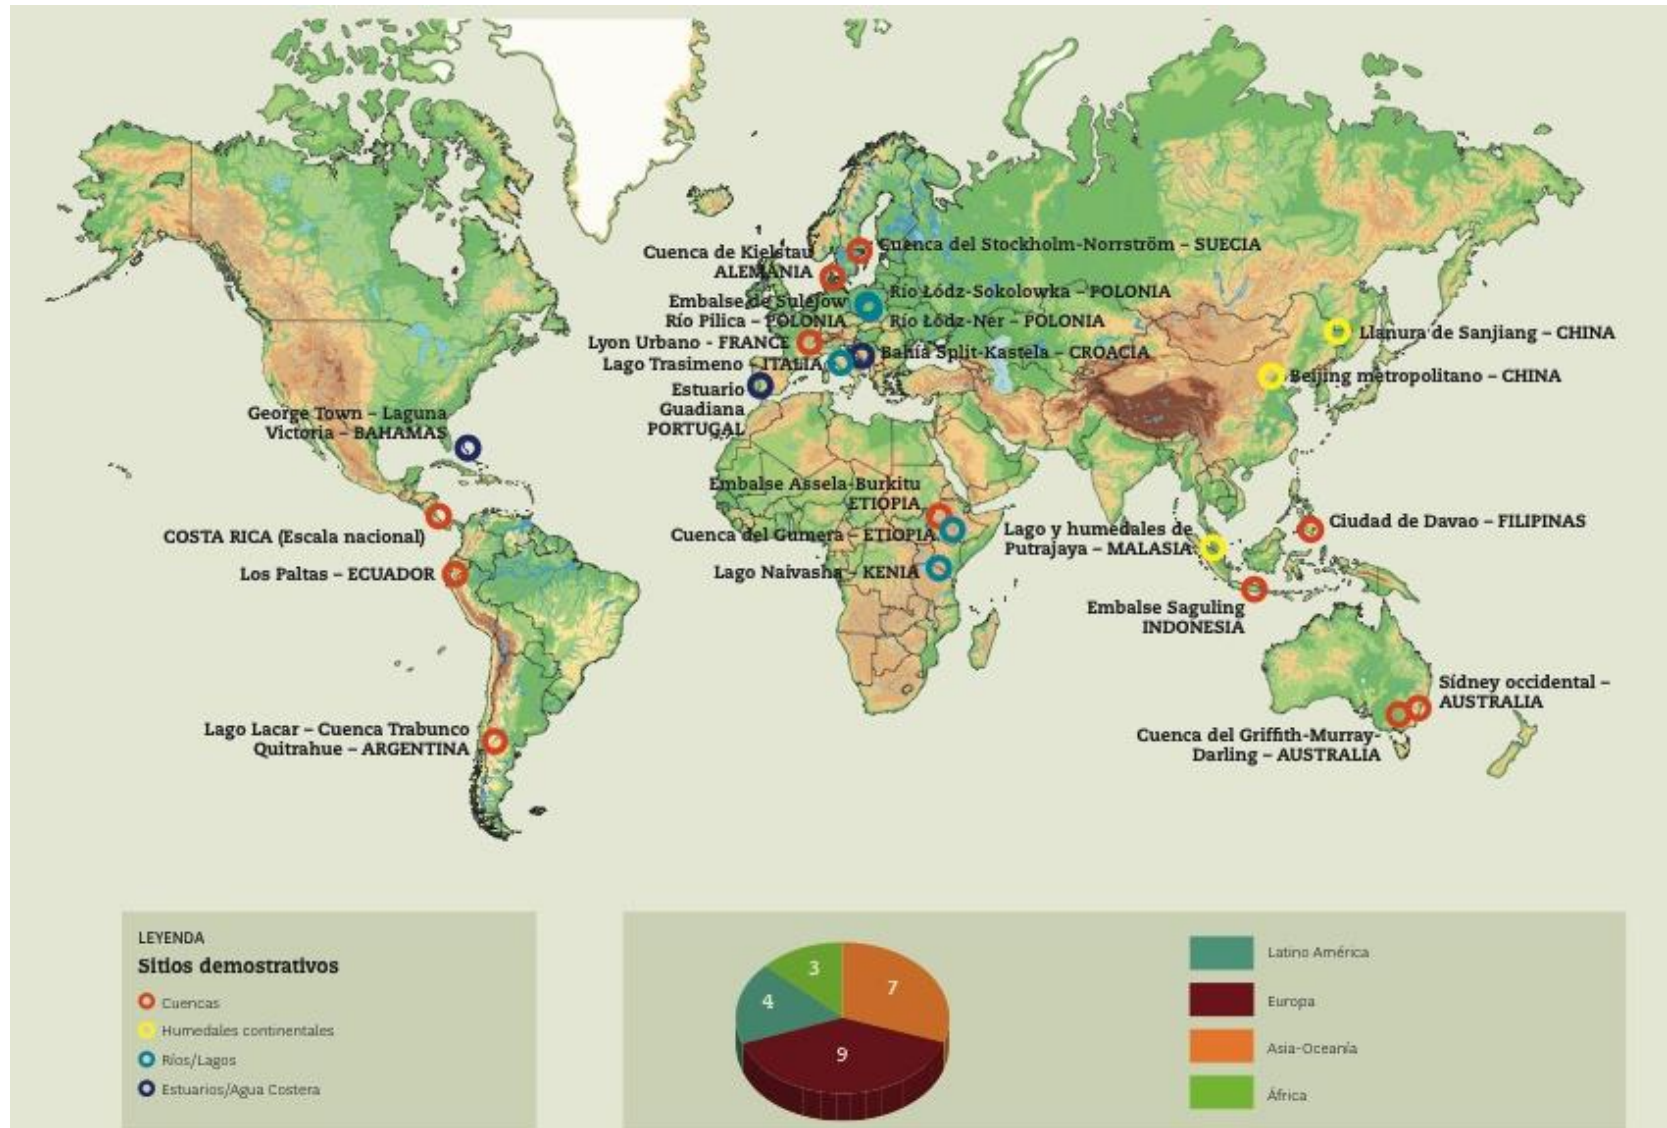 Cuenca de Kielstau
ALEMANIA
Cuenca del Stockholm-Norrström – SUECIA
Embalse de Sulejow
Río Pilica – POLONIA
Río Łódz-Sokolowka – POLONIA
Río Łódz-Ner – POLONIA
Lyon Urbano - FRANCE
Lago Trasimeno - ITALIA
Bahía Split-Kastela – CROACIA
Estuario
Guadiana
PORTUGAL
Llanura de Sanjiang – CHINA
Beijing metropolitano – CHINA
George Town – Laguna
Victoria – BAHAMAS
Embalse Assela-Burkitu
ETIOPIA
Cuenca del Gumera – ETIOPIA
Lago Naivasha – KENIA
COSTA RICA (Escala nacional)
Los Paltas – ECUADOR
Lago y humedales de
Putrajaya – MALASIA
Ciudad de Davao – FILIPINAS
Embalse Saguling
INDONESIA
Sídney occidental –
AUSTRALIA
Cuenca del Griffith-Murray-
Darling – AUSTRALIA
Lago Lacar – Cuenca Trabunco
Quitrahue – ARGENTINA
LEYENDA
Sitios demostrativos
Cuencas
Humedales continentales
Ríos/Lagos
Estuarios/Agua Costera
3
4
7
9
Latino América
Europa
Asia-Oceanía
África